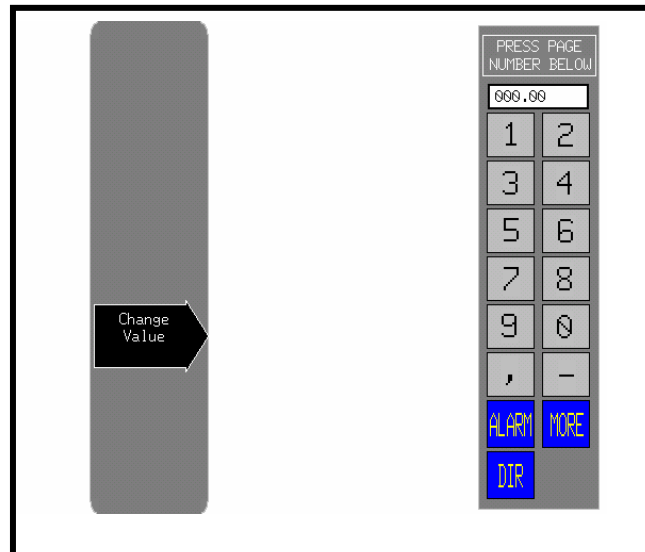 Change
Value
PRESS PAGE
NUMBER BELOW
000.00
1 2
3 4
5 6
7 8
9 0
, -
ALARM MORE
DIR